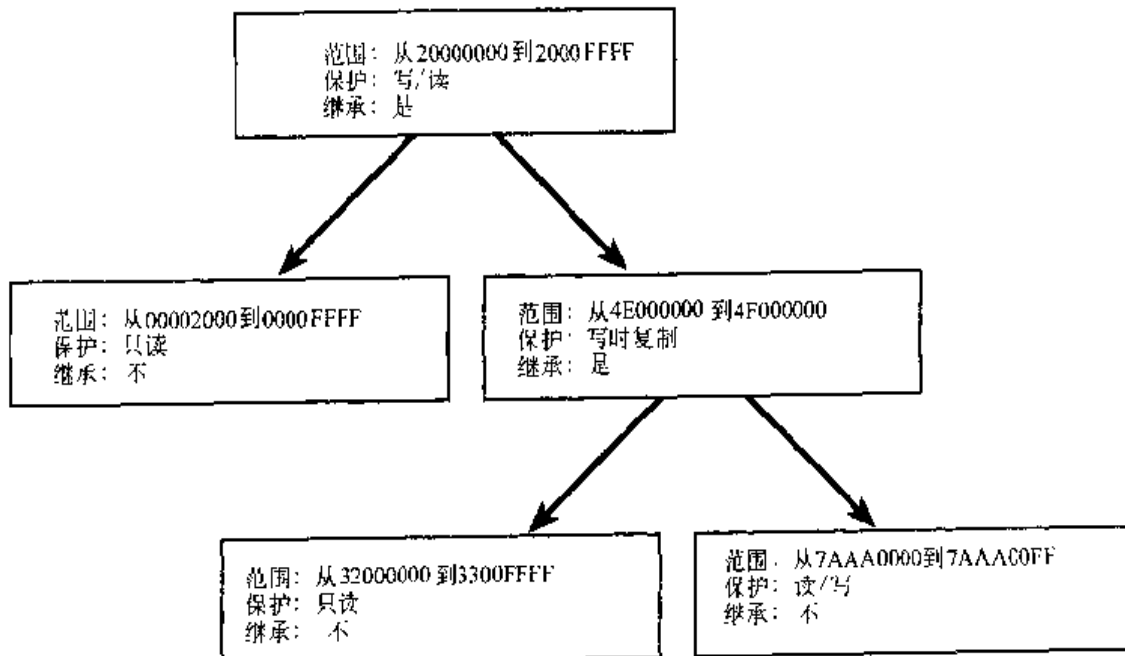 范围: 从20000000到2000FFFF
保护: 写/读
继承: 是
范围: 从00002000到0000FFFF
保护: 只读
继承: 不
范围: 从4E000000 到4F000000
保护: 写时复制
继承: 是
范围: 从32000000到3300FFFF
保护: 只读
继承: 不
范围: 从7AAA0000到7AAAC0FF
保护: 读/写
继承: 不